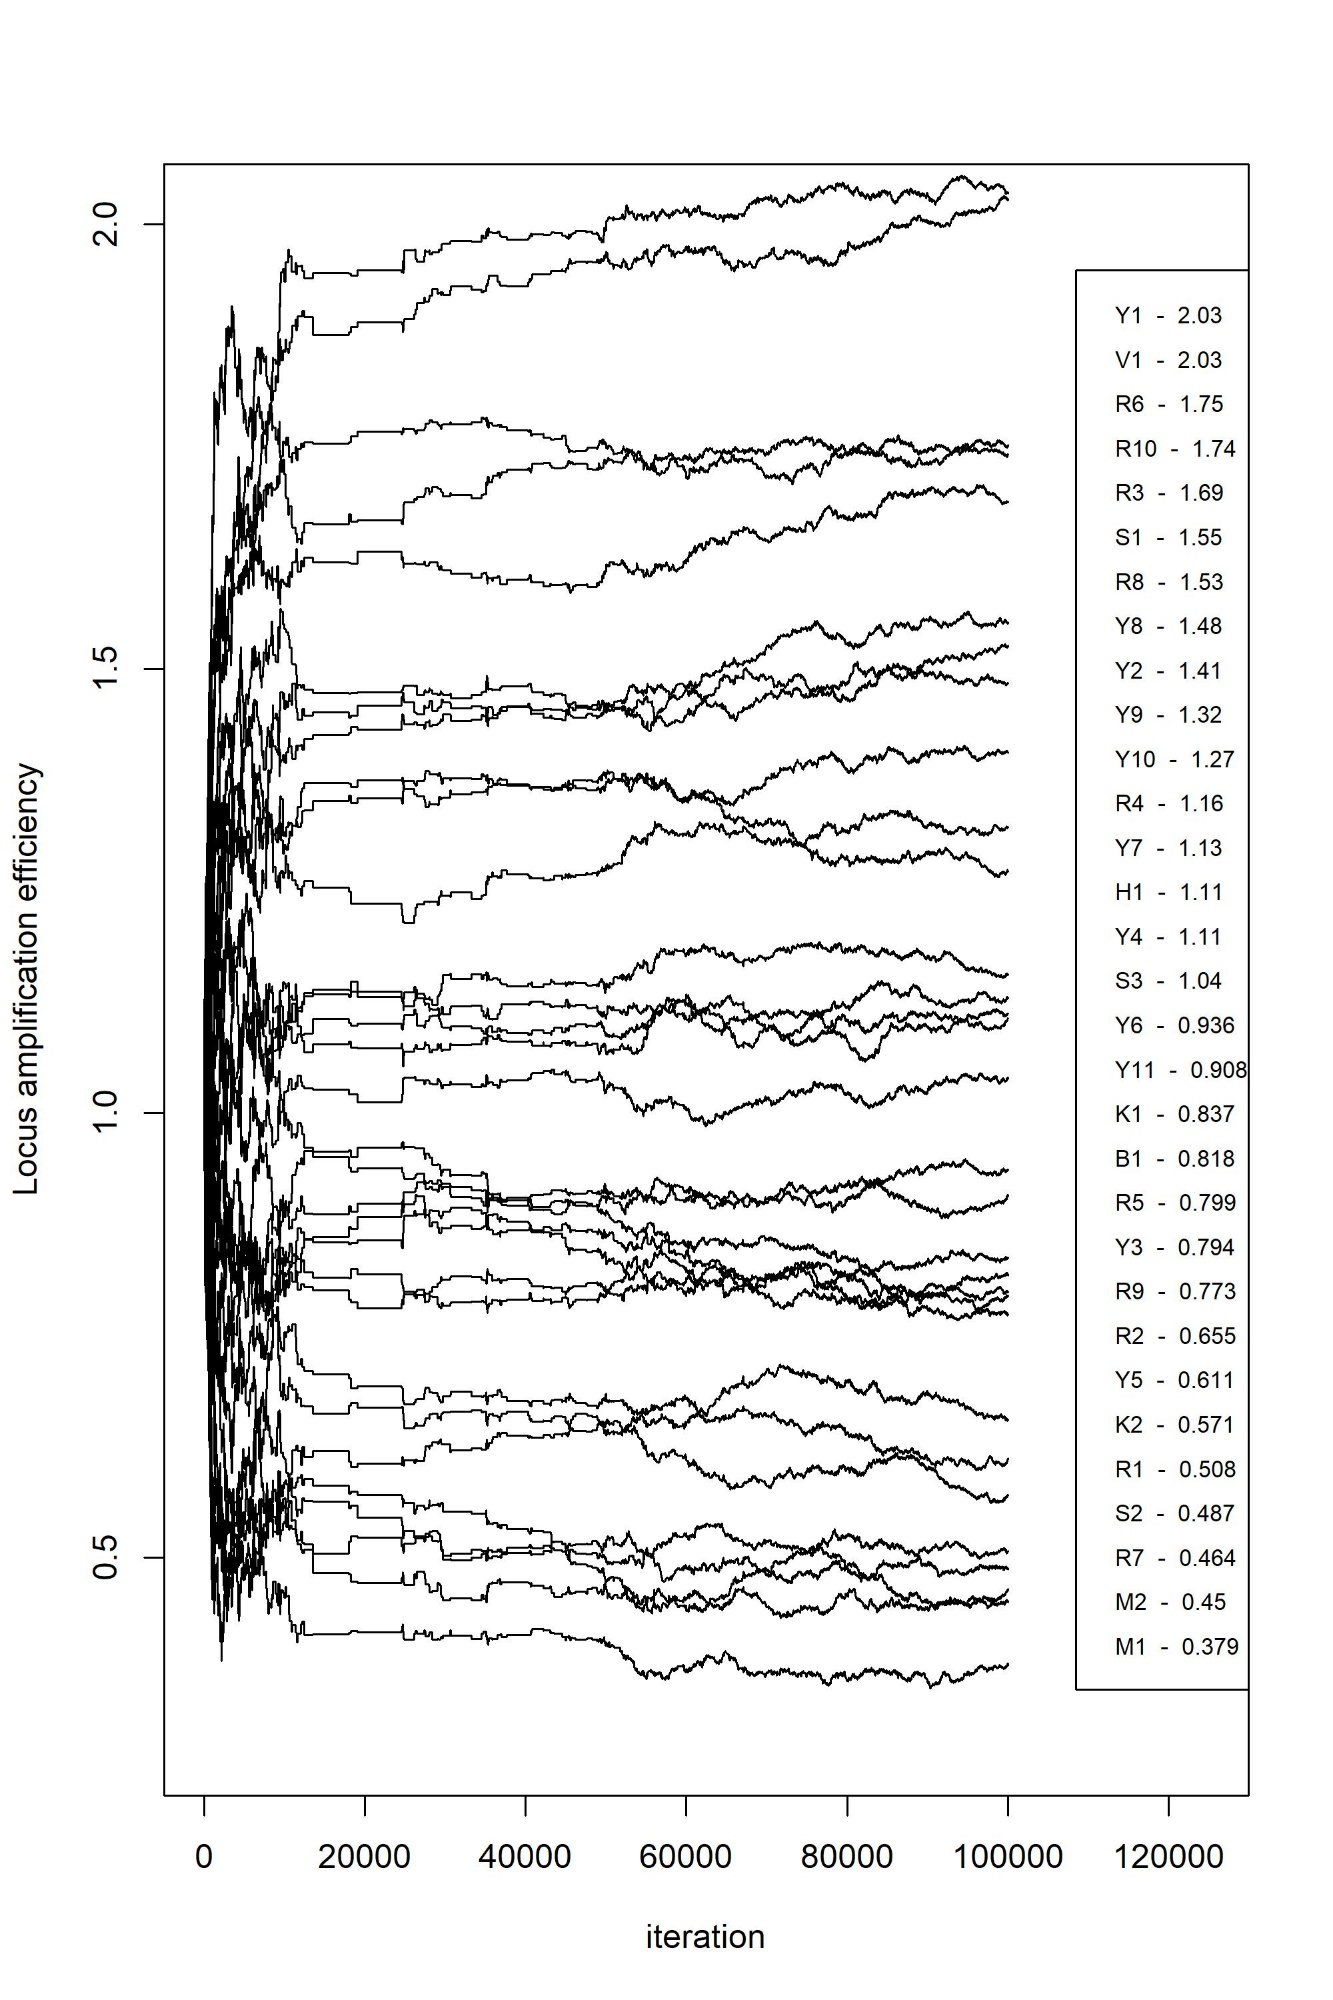 2.0
1.5
1.0
0.5
Locus amplification efficiency
Y1 - 2.03
V1 - 2.03
R6 - 1.75
R10 - 1.74
R3 - 1.69
S1 - 1.55
R8 - 1.53
Y8 - 1.48
Y2 - 1.41
Y9 - 1.32
Y10 - 1.27
R4 - 1.16
Y7 - 1.13
H1 - 1.11
Y4 - 1.11
S3 - 1.04
Y6 - 0.936
Y11 - 0.908
K1 - 0.837
B1 - 0.818
R5 - 0.799
Y3 - 0.794
R9 - 0.773
R2 - 0.655
Y5 - 0.611
K2 - 0.571
R1 - 0.508
S2 - 0.487
R7 - 0.464
M2 - 0.45
M1 - 0.379
0 20000 40000 60000 80000 100000 120000
iteration